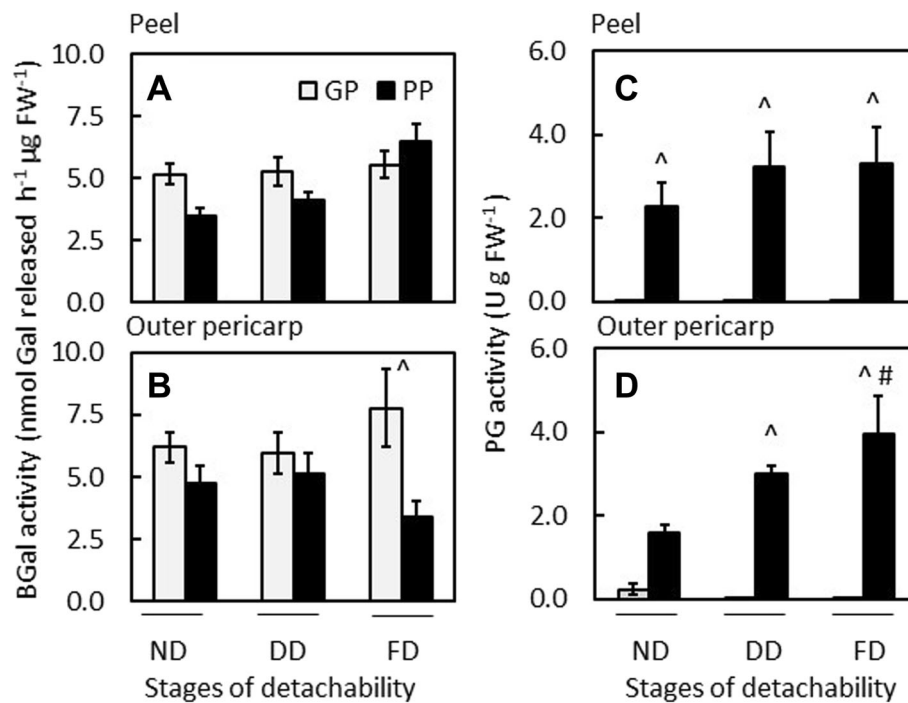 Peel
10.0
7.5
5.0
2.5
0.0
A
GP PP
Outer pericarp
10.0
7.5
5.0
2.5
0.0
B
^
BGal activity (nmol Gal released h⁻¹ µg FW⁻¹)
ND DD FD
Stages of detachability
Peel
6.0
4.0
2.0
0.0
C
^ ^ ^
Outer pericarp
6.0
4.0
2.0
0.0
D
^ ^ #
PG activity (U g FW⁻¹)
ND DD FD
Stages of detachability